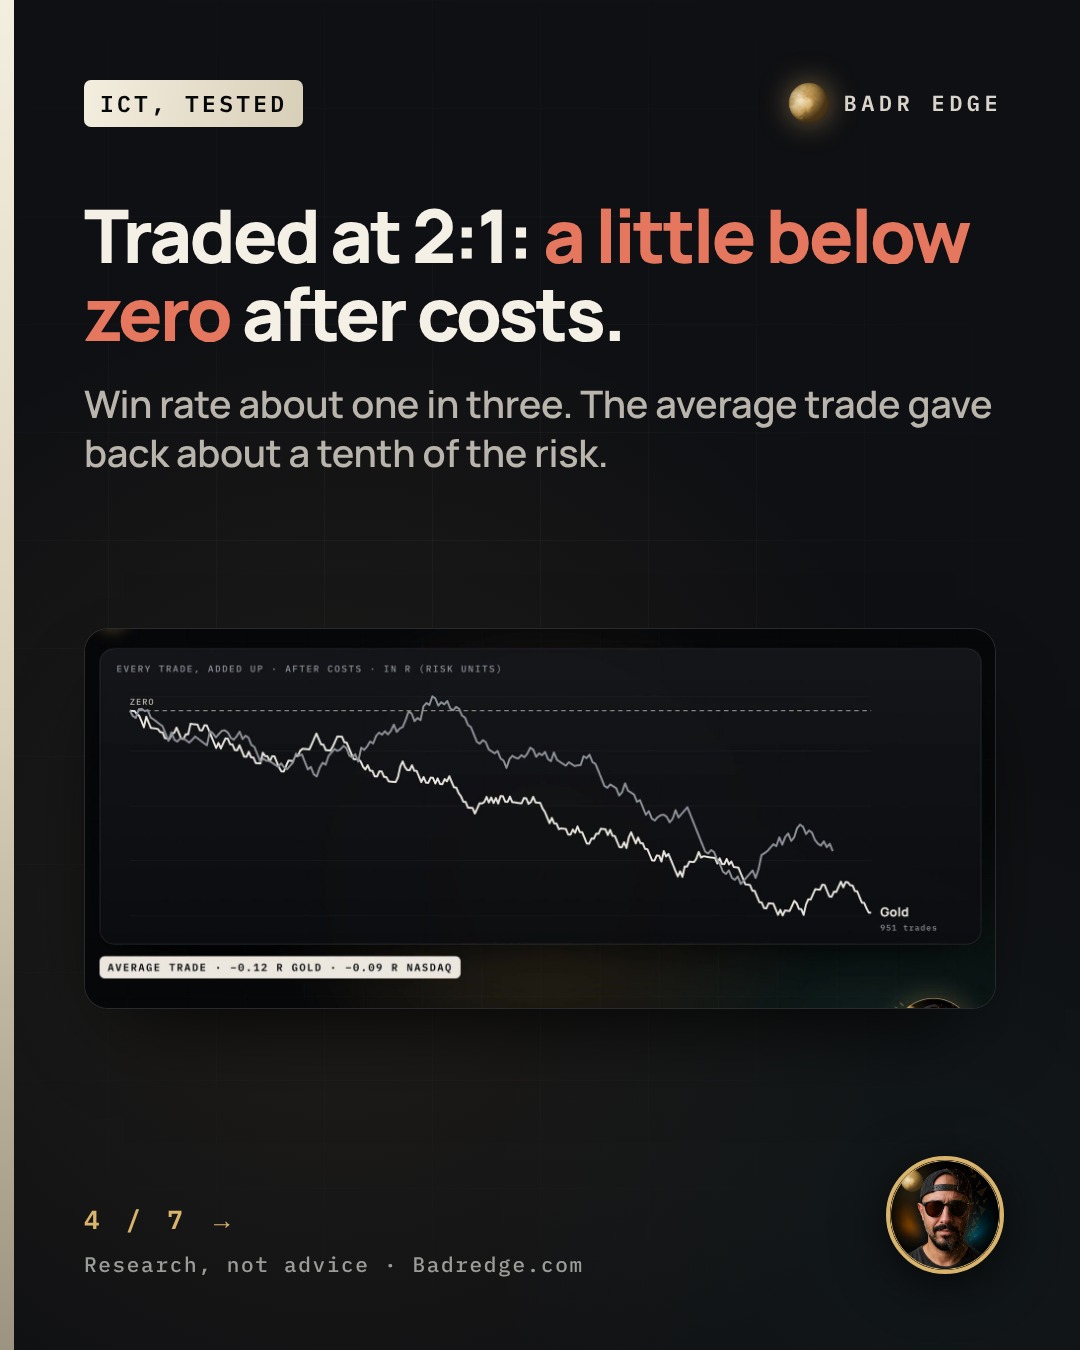 ICT, TESTED
BADR EDGE
Traded at 2:1: a little below
zero after costs.
Win rate about one in three. The average trade gave
back about a tenth of the risk.
EVERY TRADE, ADDED UP · AFTER COSTS · IN R (RISK UNITS)
ZERO
Gold
951 trades
AVERAGE TRADE · −0.12 R GOLD · −0.09 R NASDAQ
4 / 7 →
Research, not advice · Badredge.com